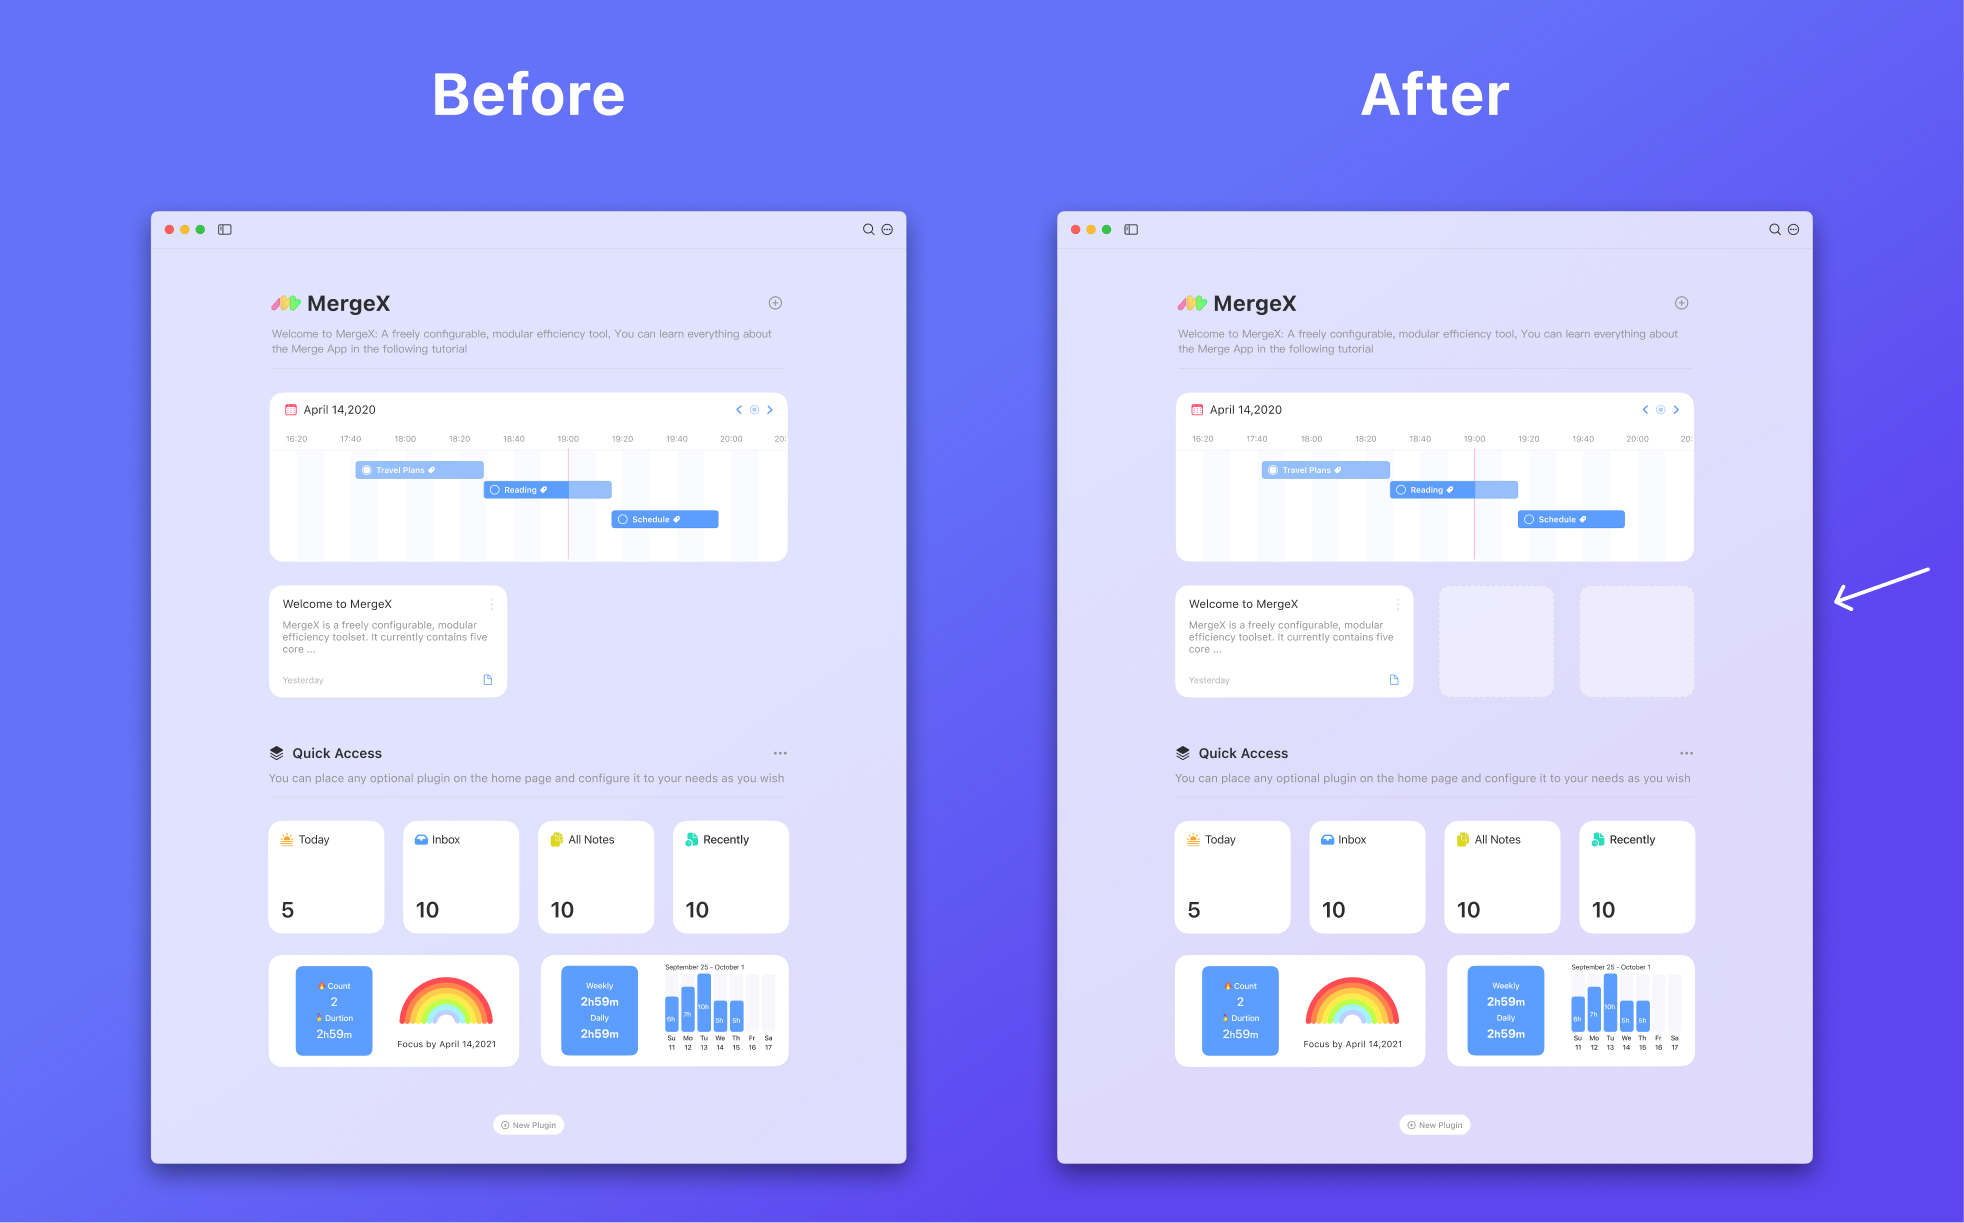 Before
After
MergeX
Welcome to MergeX: A freely configurable, modular efficiency tool, You can learn everything about
the Merge App in the following tutorial
April 14,2020
16:20 17:40 18:00 18:20 18:40 19:00 19:20 19:40 20:00 20:
Travel Plans
Reading
Schedule
Welcome to MergeX
MergeX is a freely configurable, modular
efficiency toolset. It currently contains five
core ...
Yesterday
Quick Access
You can place any optional plugin on the home page and configure it to your needs as you wish
Today
5
Inbox
10
All Notes
10
Recently
10
Count
2
Durtion
2h59m
Focus by April 14,2021
Weekly
2h59m
Daily
2h59m
September 25 - October 1
6h 7h 10h 5h 5h
Su Mo Tu We Th Fr Sa
11 12 13 14 15 16 17
New Plugin
MergeX
Welcome to MergeX: A freely configurable, modular efficiency tool, You can learn everything about
the Merge App in the following tutorial
April 14,2020
16:20 17:40 18:00 18:20 18:40 19:00 19:20 19:40 20:00 20:
Travel Plans
Reading
Schedule
Welcome to MergeX
MergeX is a freely configurable, modular
efficiency toolset. It currently contains five
core ...
Yesterday
Quick Access
You can place any optional plugin on the home page and configure it to your needs as you wish
Today
5
Inbox
10
All Notes
10
Recently
10
Count
2
Durtion
2h59m
Focus by April 14,2021
Weekly
2h59m
Daily
2h59m
September 25 - October 1
6h 7h 10h 5h 5h
Su Mo Tu We Th Fr Sa
11 12 13 14 15 16 17
New Plugin